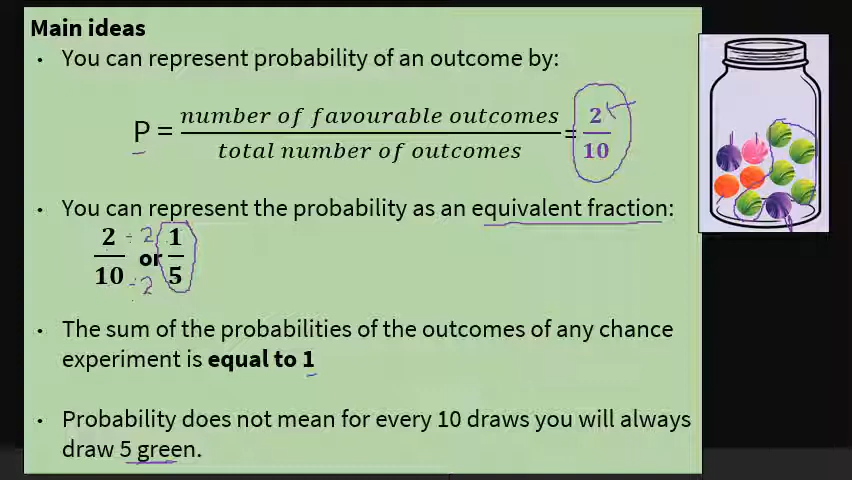 Main ideas
• You can represent probability of an outcome by:
P = number of favourable outcomes / total number of outcomes = 2/10
• You can represent the probability as an equivalent fraction:
2/10 ÷2 ÷2 or 1/5
• The sum of the probabilities of the outcomes of any chance
experiment is equal to 1
• Probability does not mean for every 10 draws you will always
draw 5 green.